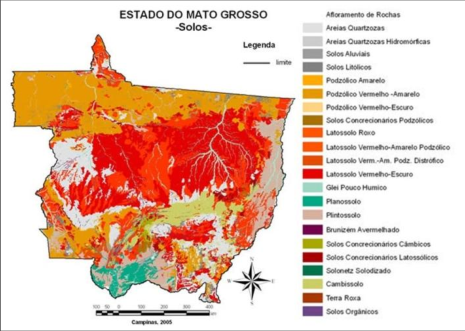 ESTADO DO MATO GROSSO
-Solos-
Legenda
limite
Afloramento de Rochas
Areias Quartzozas
Areias Quartzozas Hidromórficas
Solos Aluviais
Solos Litólicos
Podzólico Amarelo
Podzólico Vermelho -Amarelo
Podzólico Vermelho-Escuro
Solos Concrecionários Podzolicos
Latossolo Roxo
Latossolo Vermelho-Amarelo Podzólico
Latossolo Verm.-Am. Podz. Distrófico
Latossolo Vermelho-Escuro
Glei Pouco Humico
Planossolo
Plintossolo
Brunizem Avermelhado
Solos Concrecionários Câmbicos
Solos Concrecionários Latossólicos
Solonetz Solodizado
Cambissolo
Terra Roxa
Solos Orgânicos
100 50 0 100 200 300 400
Campinas, 2005